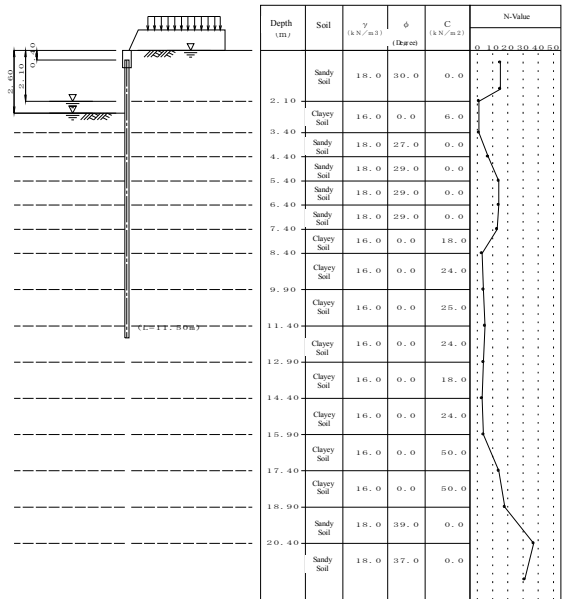 Depth (m) Soil γ (kN/m3) φ (Degree) C (kN/m2) N-Value
0 10 20 30 40 50
0.40
2.10
2.60
Sandy Soil 18.0 30.0 0.0
2.10
Clayey Soil 16.0 0.0 6.0
3.40
Sandy Soil 18.0 27.0 0.0
4.40
Sandy Soil 18.0 29.0 0.0
5.40
Sandy Soil 18.0 29.0 0.0
6.40
Sandy Soil 18.0 29.0 0.0
7.40
Clayey Soil 16.0 0.0 18.0
8.40
Clayey Soil 16.0 0.0 24.0
9.90
Clayey Soil 16.0 0.0 25.0
11.40
(L=11.50m)
Clayey Soil 16.0 0.0 24.0
12.90
Clayey Soil 16.0 0.0 18.0
14.40
Clayey Soil 16.0 0.0 24.0
15.90
Clayey Soil 16.0 0.0 50.0
17.40
Clayey Soil 16.0 0.0 50.0
18.90
Sandy Soil 18.0 39.0 0.0
20.40
Sandy Soil 18.0 37.0 0.0